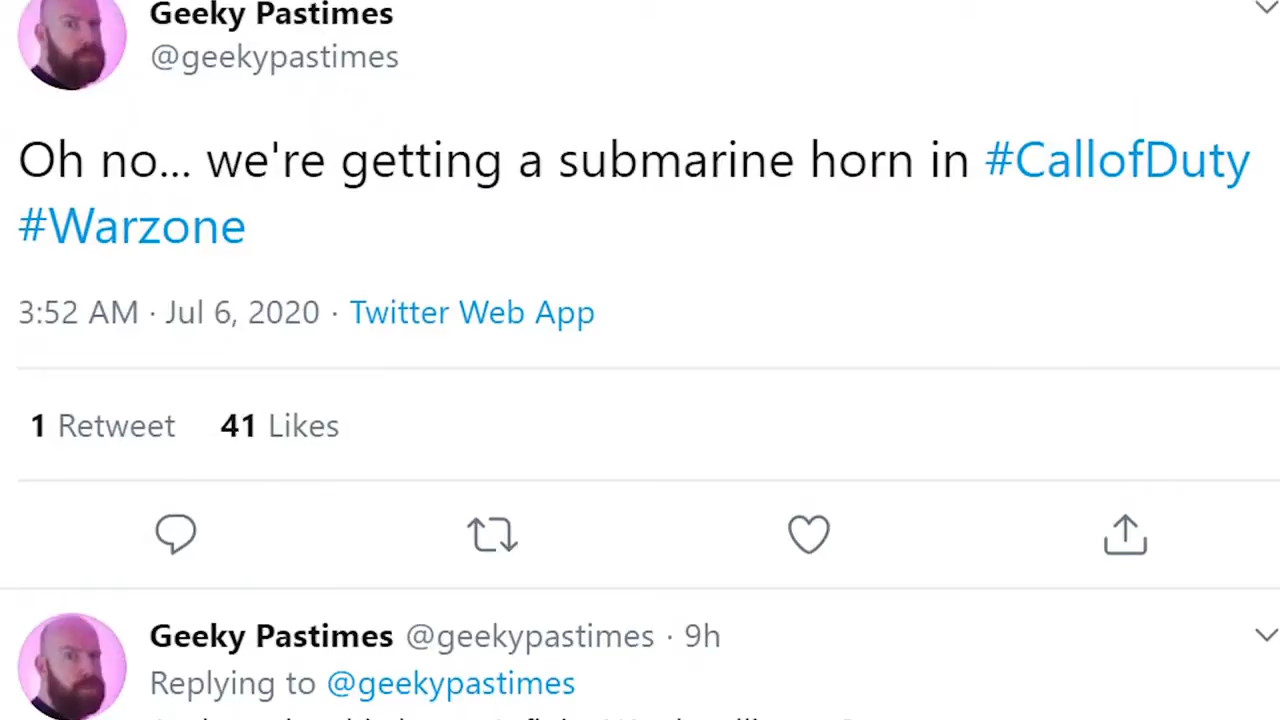 Geeky Pastimes
@geekypastimes
Oh no... we're getting a submarine horn in #CallofDuty
#Warzone
3:52 AM · Jul 6, 2020 · Twitter Web App
1 Retweet 41 Likes
Geeky Pastimes @geekypastimes · 9h
Replying to @geekypastimes